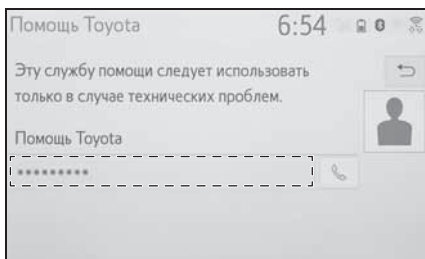 Помощь Toyota 6:54
Эту службу помощи следует использовать
только в случае технических проблем.
Помощь Toyota
*********